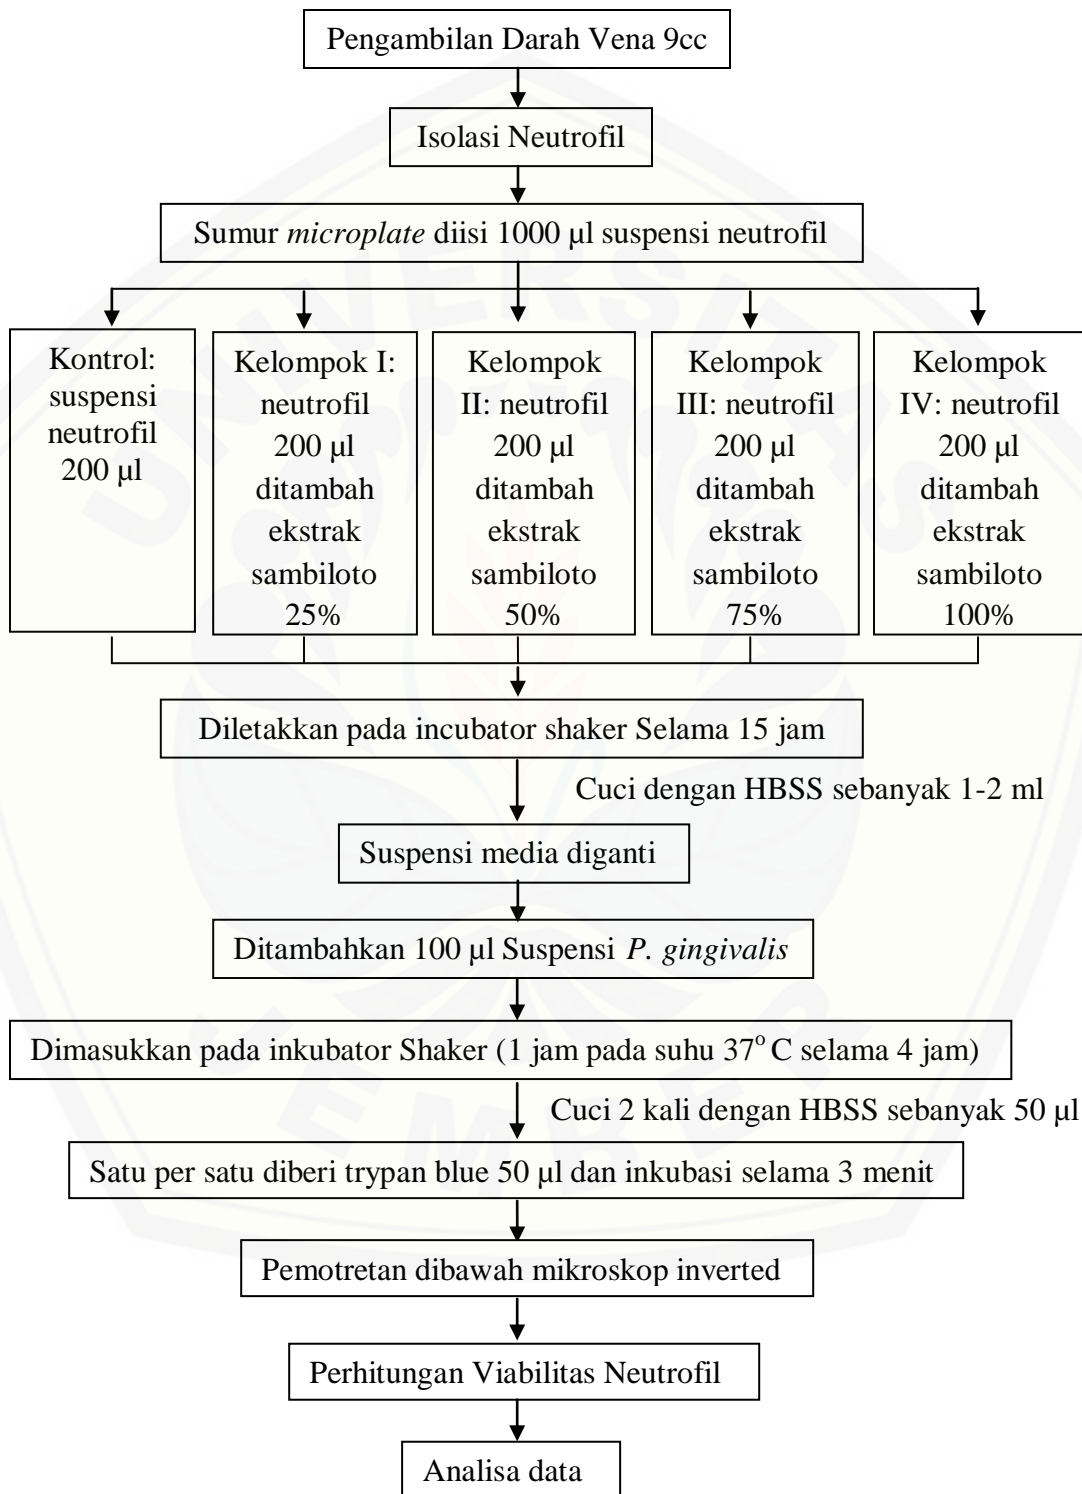 Pengambilan Darah Vena 9cc
Isolasi Neutrofil
Sumur microplate diisi 1000 µl suspensi neutrofil
Kontrol:
suspensi
neutrofil
200 µl
Kelompok I:
neutrofil
200 µl
ditambah
ekstrak
sambiloto
25%
Kelompok
II: neutrofil
200 µl
ditambah
ekstrak
sambiloto
50%
Kelompok
III: neutrofil
200 µl
ditambah
ekstrak
sambiloto
75%
Kelompok
IV: neutrofil
200 µl
ditambah
ekstrak
sambiloto
100%
Diletakkan pada incubator shaker Selama 15 jam
Cuci dengan HBSS sebanyak 1-2 ml
Suspensi media diganti
Ditambahkan 100 µl Suspensi P. gingivalis
Dimasukkan pada inkubator Shaker (1 jam pada suhu 37° C selama 4 jam)
Cuci 2 kali dengan HBSS sebanyak 50 µl
Satu per satu diberi trypan blue 50 µl dan inkubasi selama 3 menit
Pemotretan dibawah mikroskop inverted
Perhitungan Viabilitas Neutrofil
Analisa data
UNIVERSITAS
JEMBER